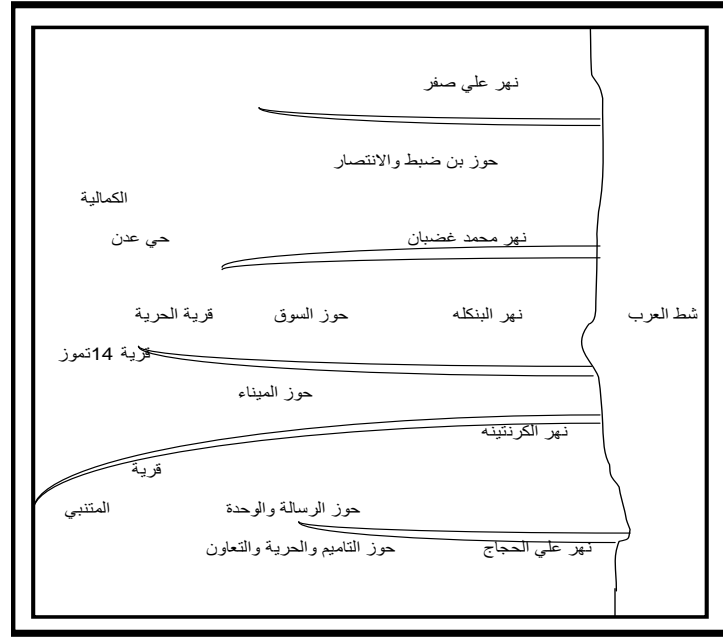 نهر علي صفر
حوز بن ضبط والانتصار
الكمالية
نهر محمد غضبان
حي عدن
شط العرب
نهر البنكله
حوز السوق
قرية الحرية
قرية 14تموز
حوز الميناء
نهر الكرنتينه
قرية
المتنبي
حوز الرسالة والوحدة
نهر علي الحجاج
حوز التاميم والحرية والتعاون